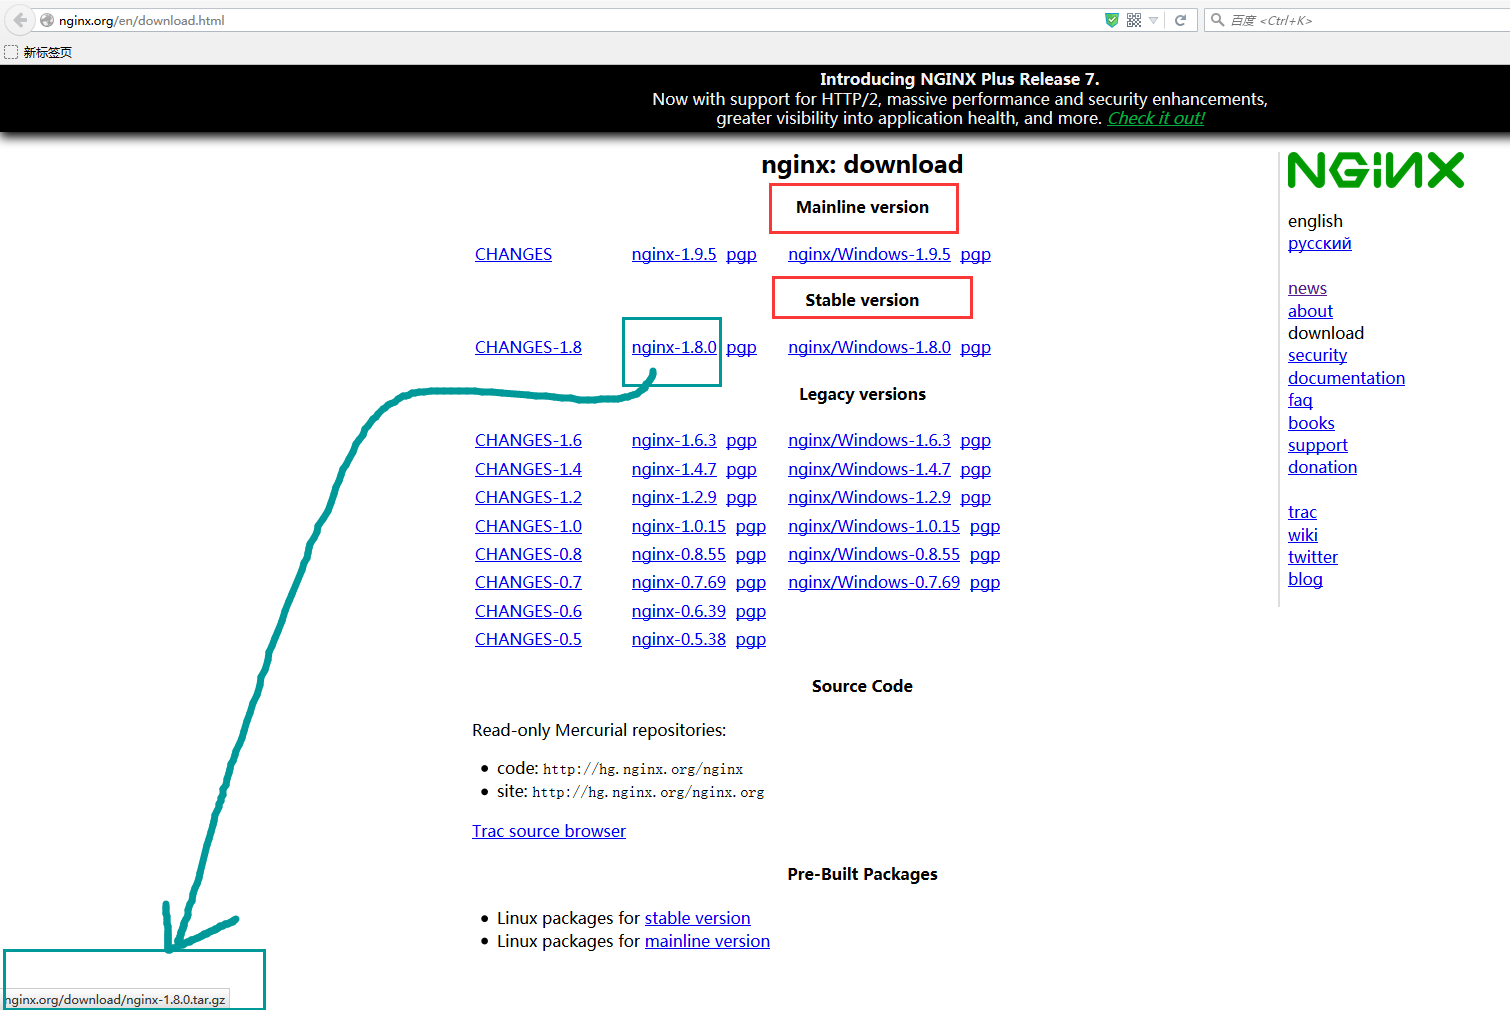 nginx.org/en/download.html
百度 <Ctrl+K>
新标签页
Introducing NGINX Plus Release 7.
Now with support for HTTP/2, massive performance and security enhancements,
greater visibility into application health, and more. Check it out!
nginx: download
Mainline version
CHANGES nginx-1.9.5 pgp nginx/Windows-1.9.5 pgp
Stable version
CHANGES-1.8 nginx-1.8.0 pgp nginx/Windows-1.8.0 pgp
Legacy versions
CHANGES-1.6 nginx-1.6.3 pgp nginx/Windows-1.6.3 pgp
CHANGES-1.4 nginx-1.4.7 pgp nginx/Windows-1.4.7 pgp
CHANGES-1.2 nginx-1.2.9 pgp nginx/Windows-1.2.9 pgp
CHANGES-1.0 nginx-1.0.15 pgp nginx/Windows-1.0.15 pgp
CHANGES-0.8 nginx-0.8.55 pgp nginx/Windows-0.8.55 pgp
CHANGES-0.7 nginx-0.7.69 pgp nginx/Windows-0.7.69 pgp
CHANGES-0.6 nginx-0.6.39 pgp
CHANGES-0.5 nginx-0.5.38 pgp
Source Code
Read-only Mercurial repositories:
code: http://hg.nginx.org/nginx
site: http://hg.nginx.org/nginx.org
Trac source browser
Pre-Built Packages
Linux packages for stable version
Linux packages for mainline version
NGINX
english
русский
news
about
download
security
documentation
faq
books
support
donation
trac
wiki
twitter
blog
nginx.org/download/nginx-1.8.0.tar.gz